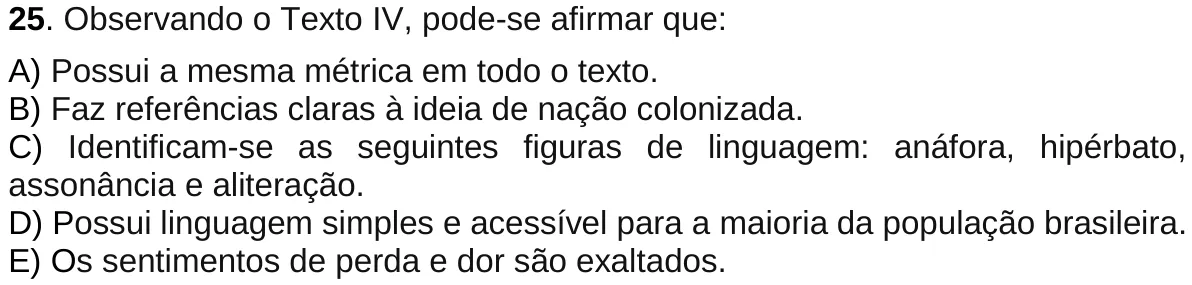 25. Observando o Texto IV, pode-se afirmar que:
A) Possui a mesma métrica em todo o texto.
B) Faz referências claras à ideia de nação colonizada.
C) Identificam-se as seguintes figuras de linguagem: anáfora, hipérbato,
assonância e aliteração.
D) Possui linguagem simples e acessível para a maioria da população brasileira.
E) Os sentimentos de perda e dor são exaltados.